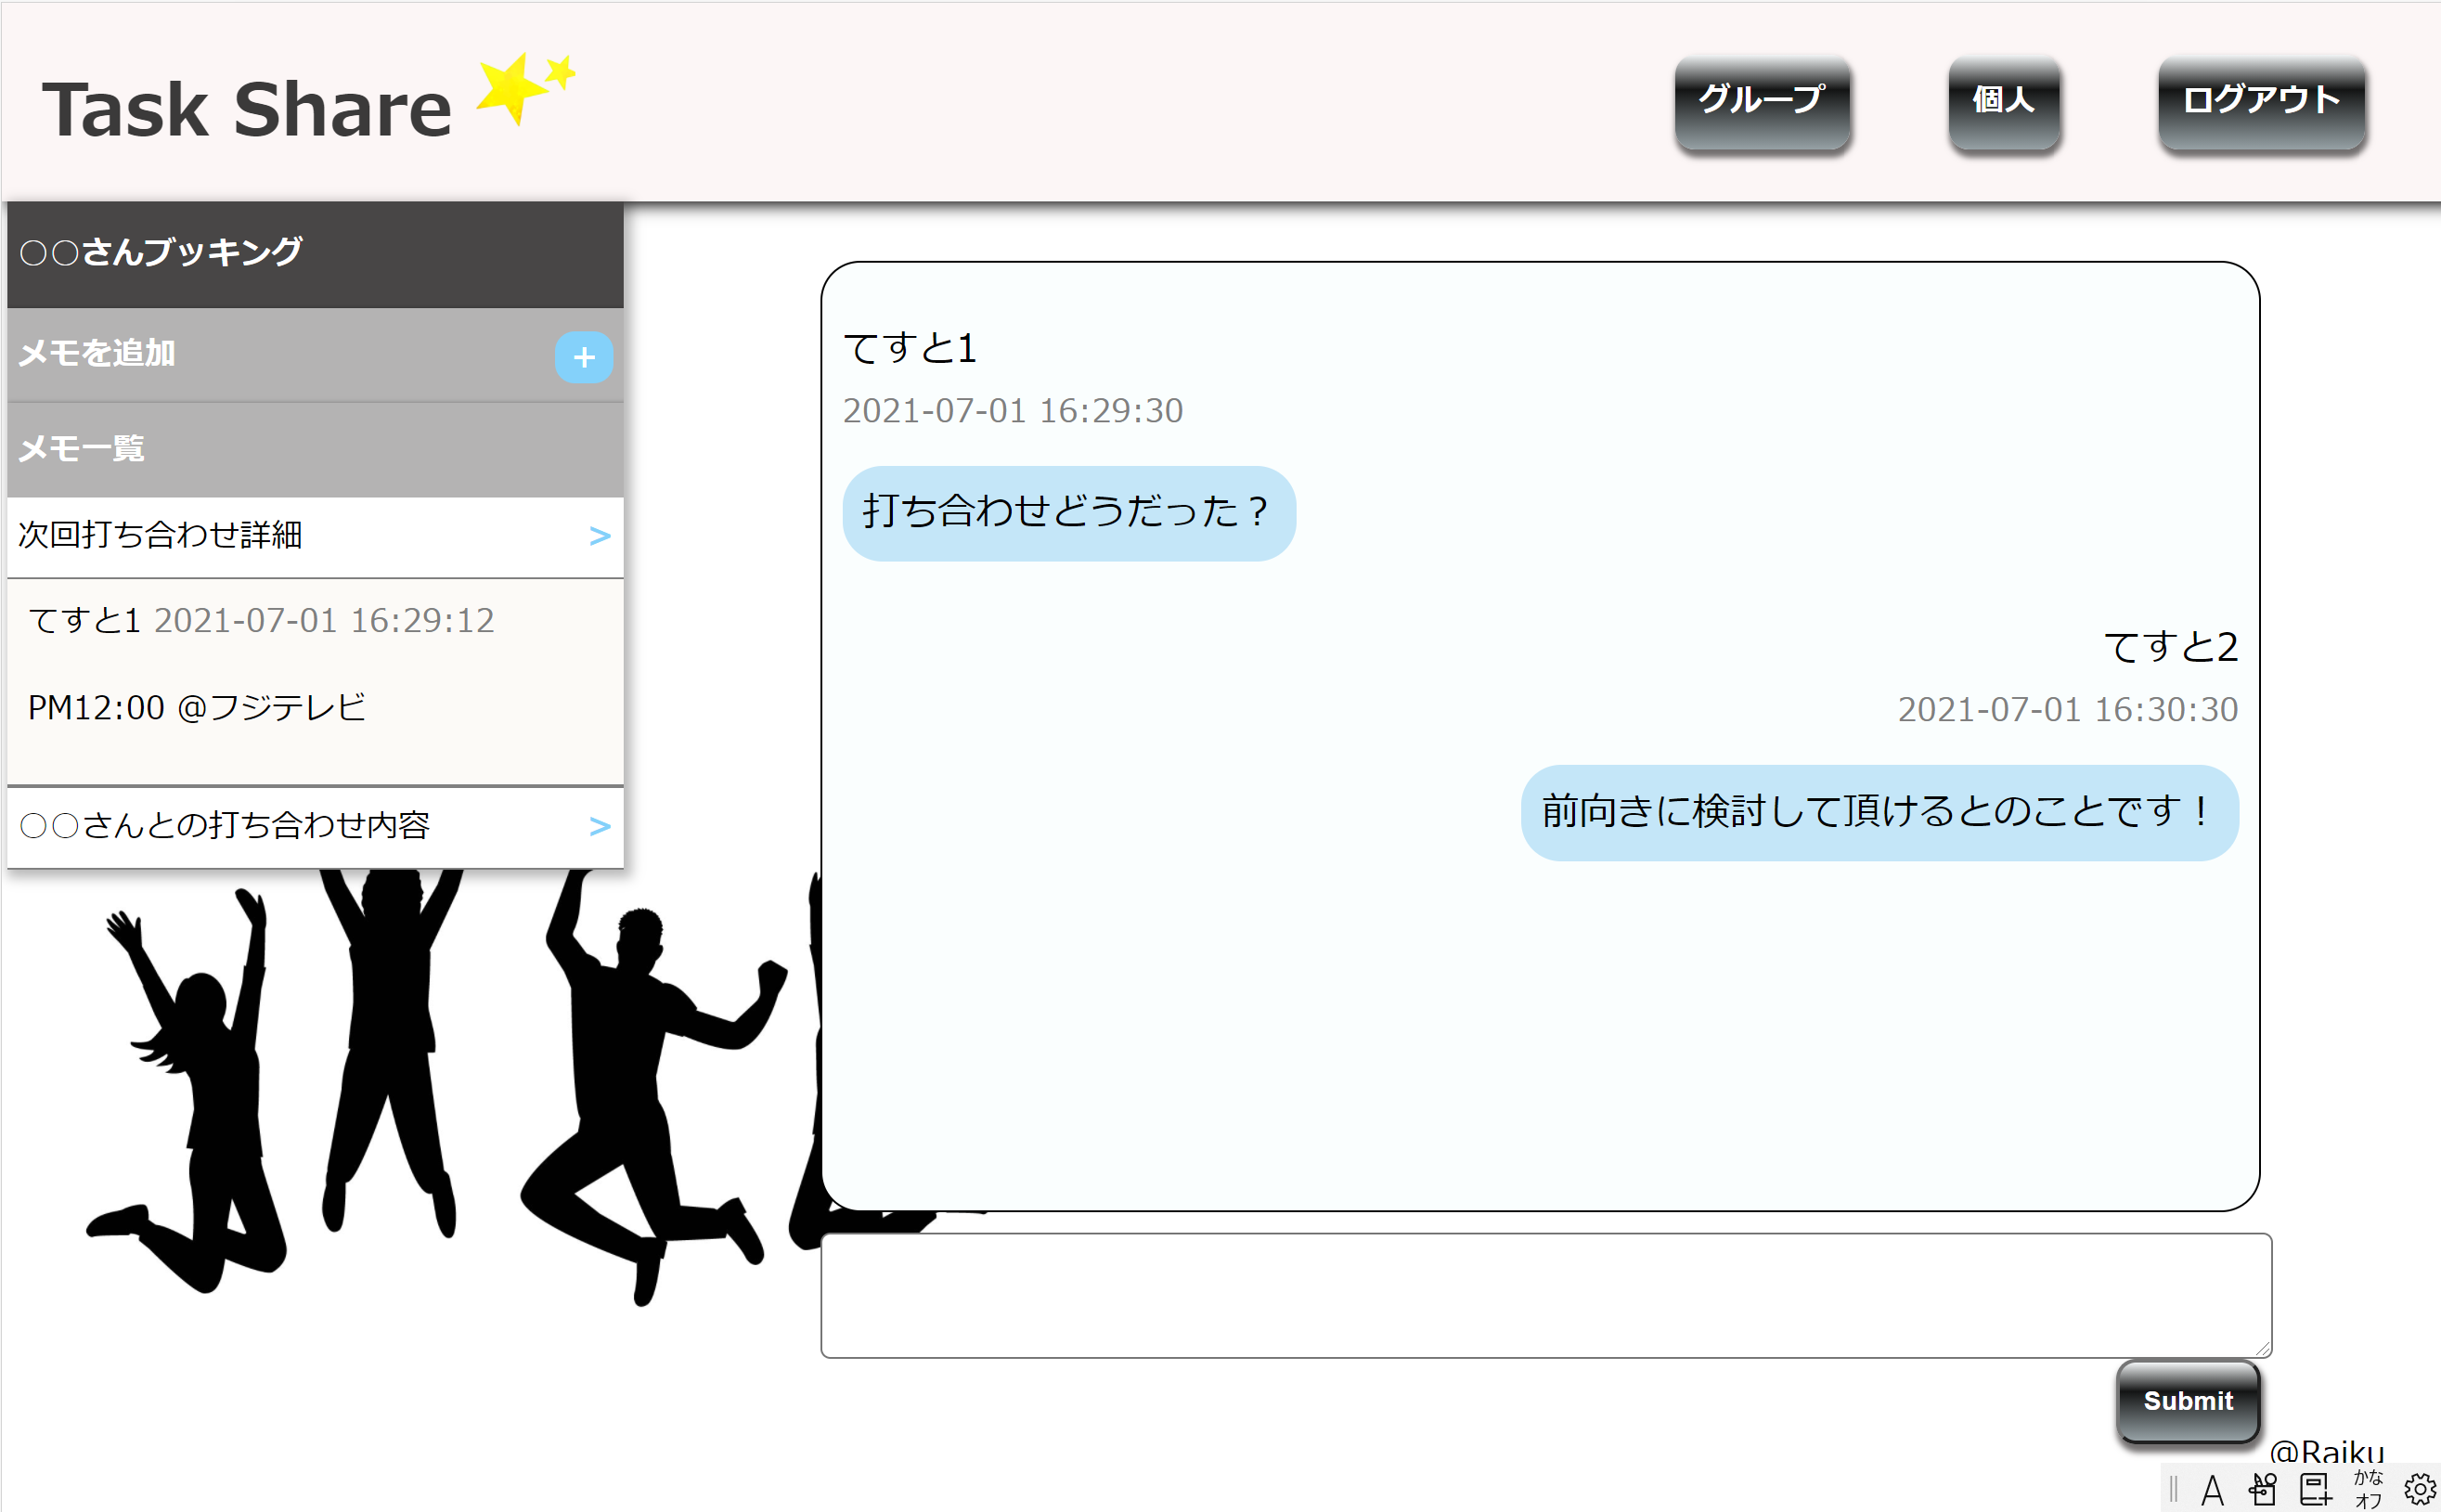 Task Share
グループ
個人
ログアウト
〇〇さんブッキング
メモを追加
+
メモ一覧
次回打ち合わせ詳細 >
てすと1 2021-07-01 16:29:12
PM12:00 @フジテレビ
〇〇さんとの打ち合わせ内容 >
てすと1
2021-07-01 16:29:30
打ち合わせどうだった？
てすと2
2021-07-01 16:30:30
前向きに検討して頂けるとのことです！
Submit
@Raiku
A
かな
オフ